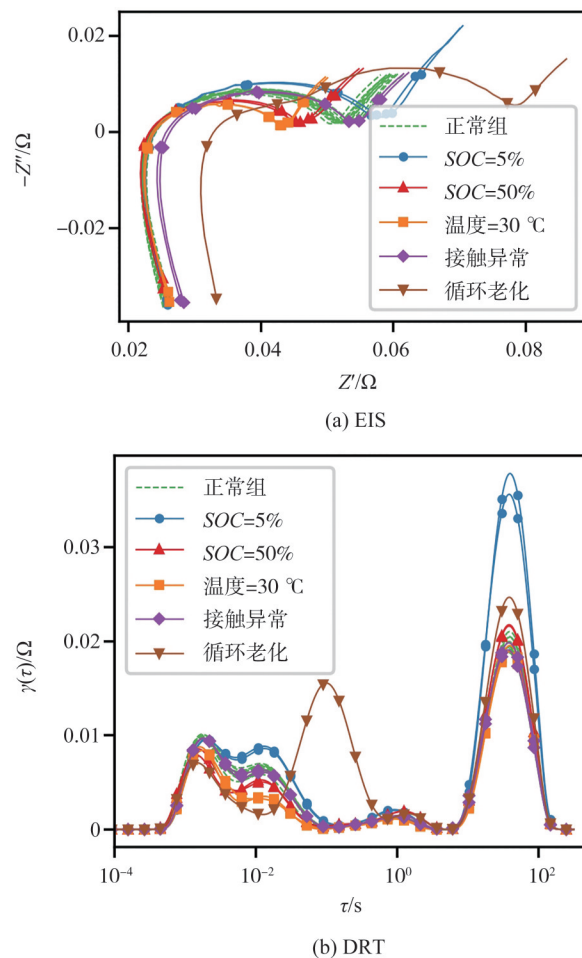 0.02
0.01
0
−0.02
−Z″/Ω
正常组
SOC=5%
SOC=50%
温度=30 ℃
接触异常
循环老化
0.02
0.04
0.06
0.08
Z′/Ω
(a) EIS
0.03
0.02
0.01
0
γ(τ)/Ω
正常组
SOC=5%
SOC=50%
温度=30 ℃
接触异常
循环老化
10⁻⁴
10⁻²
10⁰
10²
τ/s
(b) DRT